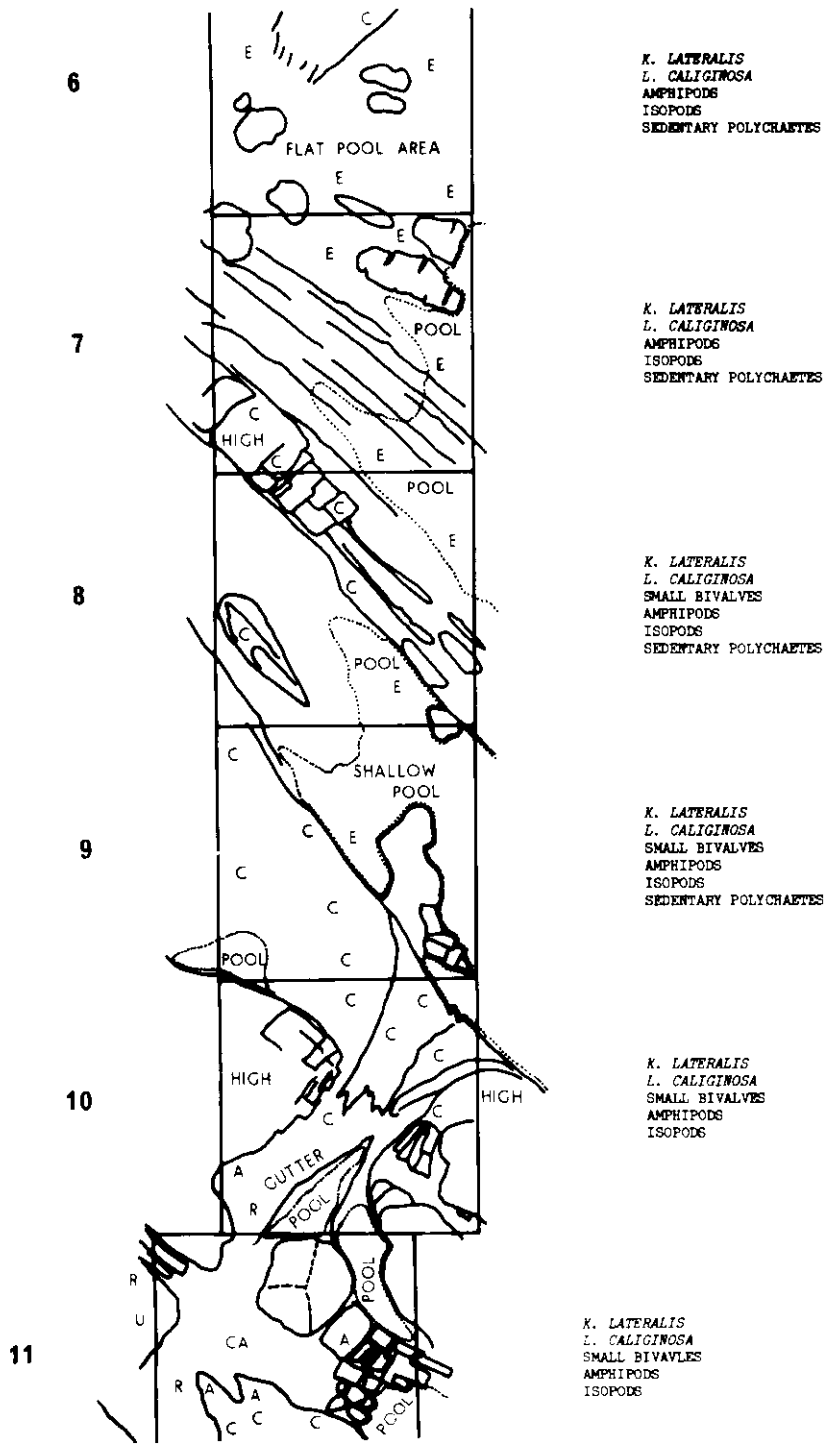 C
E
E
6
K. LATERALIS
L. CALIGINOSA
AMPHIPODS
ISOPODS
SEDENTARY POLYCHAETES
FLAT POOL AREA
E
E
E
E
7
K. LATERALIS
L. CALIGINOSA
AMPHIPODS
ISOPODS
SEDENTARY POLYCHAETES
POOL
E
C
HIGH
E
C
POOL
C
E
8
K. LATERALIS
L. CALIGINOSA
SMALL BIVALVES
AMPHIPODS
ISOPODS
SEDENTARY POLYCHAETES
C
C
POOL
E
C
SHALLOW
POOL
C
E
9
K. LATERALIS
L. CALIGINOSA
SMALL BIVALVES
AMPHIPODS
ISOPODS
SEDENTARY POLYCHAETES
C
C
POOL
C
C
C
C
C
HIGH
HIGH
10
K. LATERALIS
L. CALIGINOSA
SMALL BIVALVES
AMPHIPODS
ISOPODS
C
C
A
GUTTER
R
POOL
R
POOL
U
11
CA
A
K. LATERALIS
L. CALIGINOSA
SMALL BIVAVLES
AMPHIPODS
ISOPODS
R
A
A
C
C
C
POOL